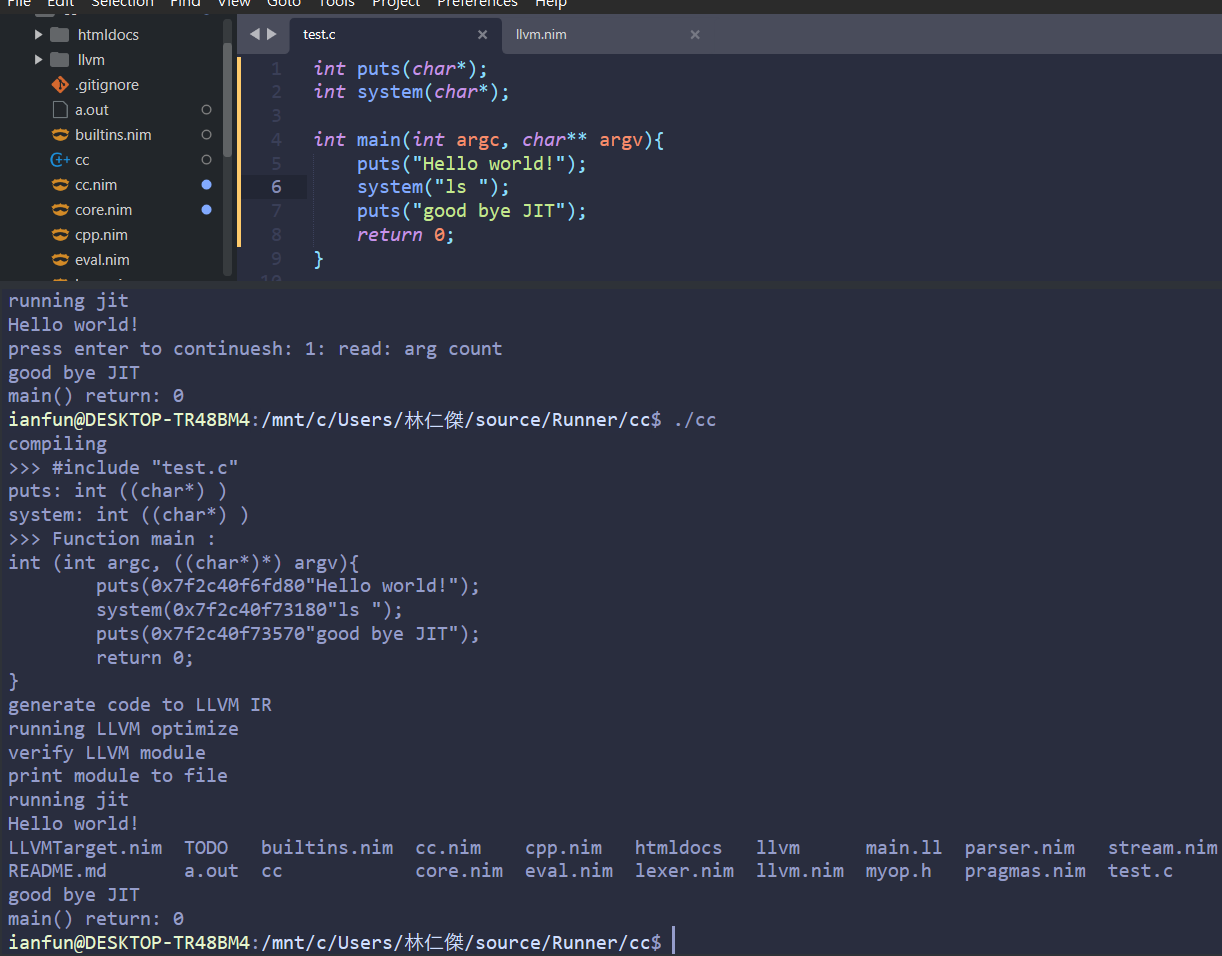 File Edit Selection Find View Goto Tools Project Preferences Help
htmldocs
llvm
.gitignore
a.out
builtins.nim
cc
cc.nim
core.nim
cpp.nim
eval.nim
test.c
llvm.nim
1 int puts(char*);
2 int system(char*);
3
4 int main(int argc, char** argv){
5 puts("Hello world!");
6 system("ls ");
7 puts("good bye JIT");
8 return 0;
9 }
10
running jit
Hello world!
press enter to continuesh: 1: read: arg count
good bye JIT
main() return: 0
ianfun@DESKTOP-TR48BM4:/mnt/c/Users/林仁傑/source/Runner/cc$ ./cc
compiling
>>> #include "test.c"
puts: int ((char*) )
system: int ((char*) )
>>> Function main :
int (int argc, ((char*)*) argv){
puts(0x7f2c40f6fd80"Hello world!");
system(0x7f2c40f73180"ls ");
puts(0x7f2c40f73570"good bye JIT");
return 0;
}
generate code to LLVM IR
running LLVM optimize
verify LLVM module
print module to file
running jit
Hello world!
LLVMTarget.nim TODO builtins.nim cc.nim cpp.nim htmldocs llvm main.ll parser.nim stream.nim
README.md a.out cc core.nim eval.nim lexer.nim llvm.nim myop.h pragmas.nim test.c
good bye JIT
main() return: 0
ianfun@DESKTOP-TR48BM4:/mnt/c/Users/林仁傑/source/Runner/cc$